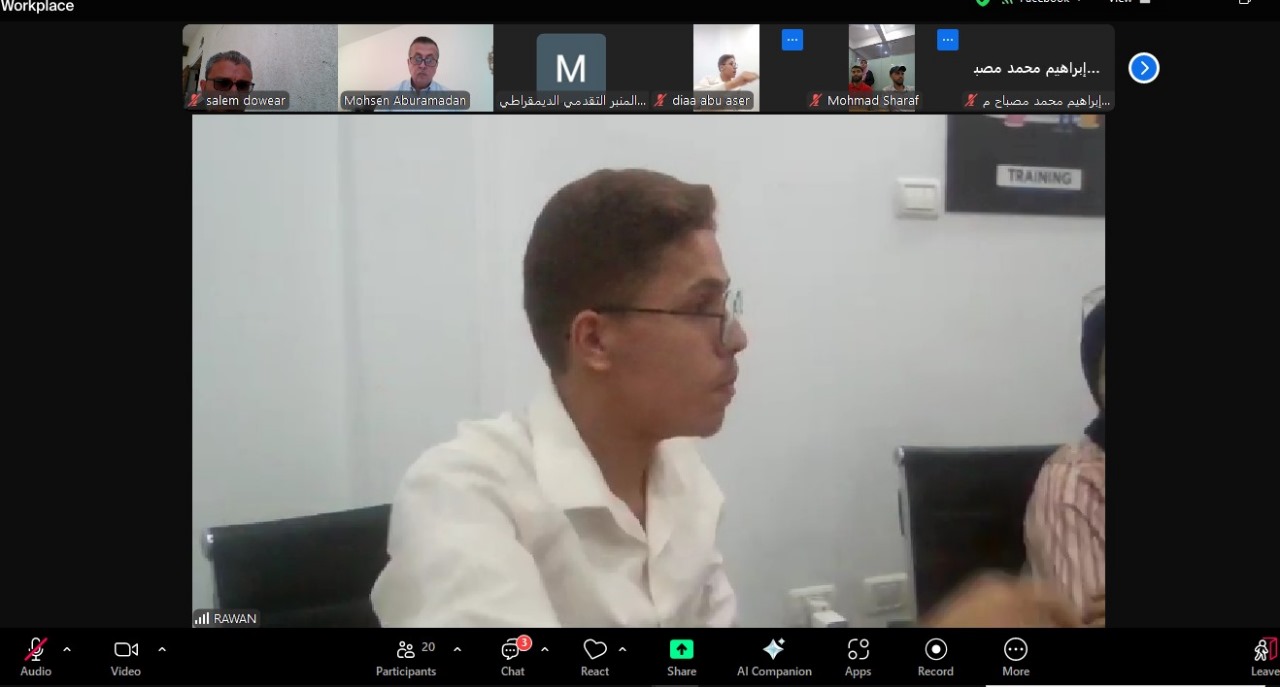 Workplace
salem dowear
Mohsen Aburamadan
M
المنبر التقدمي الديمقراطي...
diaa abu aser
Mohmad Sharaf
إبراهيم محمد مصب...
إبراهيم محمد مصباح م...
TRAINING
RAWAN
20
3
Audio
Video
Participants
Chat
React
Share
AI Companion
Apps
Record
More
Leave